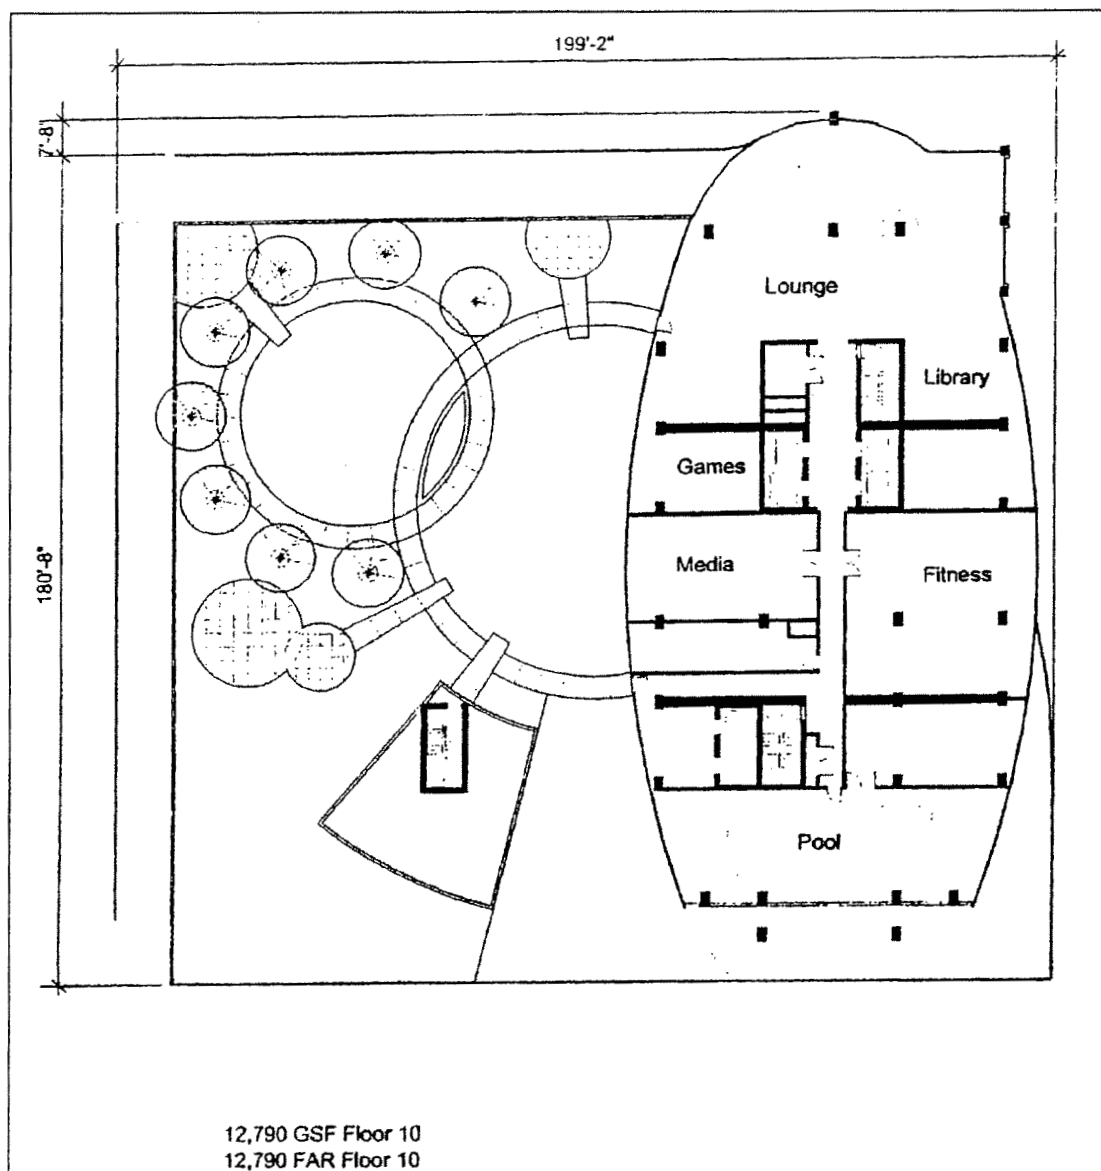 199'-2"
7'-8"
Lounge
Library
Games
Media
Fitness
180'-8"
Pool
12,790 GSF Floor 10
12,790 FAR Floor 10